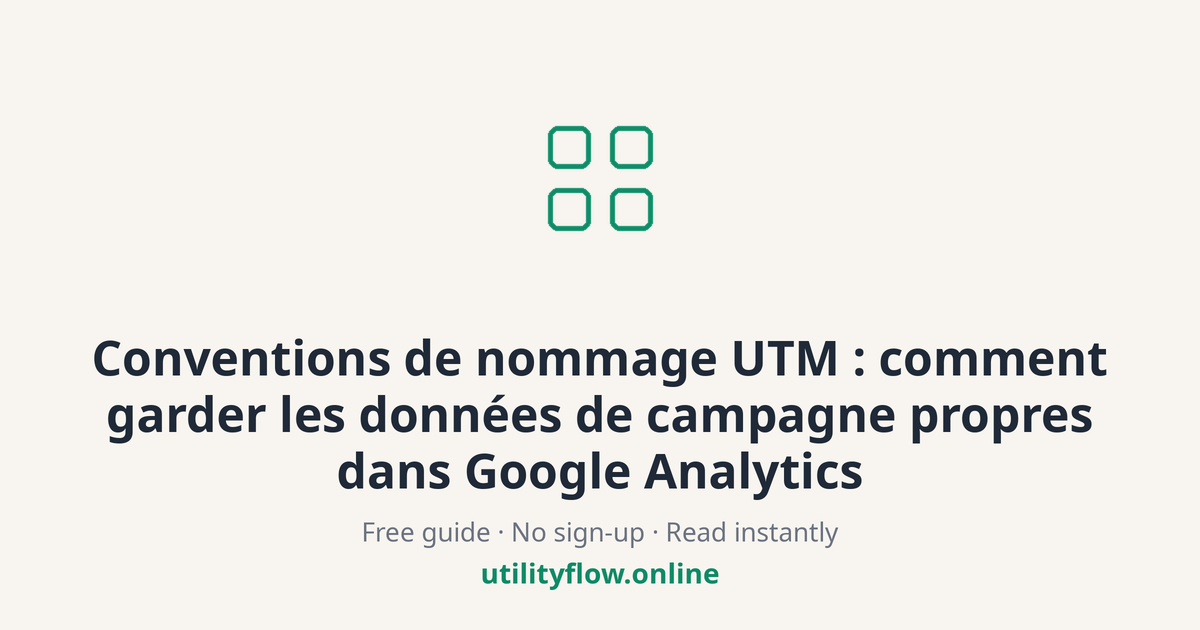 Conventions de nommage UTM : comment
garder les données de campagne propres
dans Google Analytics
Free guide · No sign-up · Read instantly
utilityflow.online